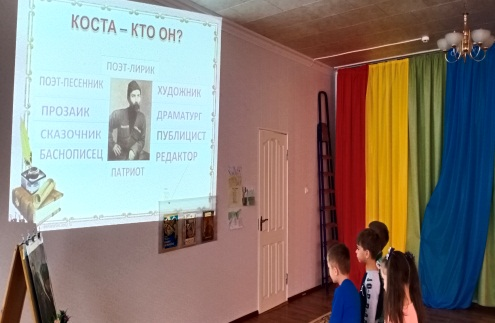 КОСТА – КТО ОН?
ПОЭТ-ЛИРИК
ПОЭТ-ПЕСЕННИК
ХУДОЖНИК
ПРОЗАИК
ДРАМАТУРГ
СКАЗОЧНИК
ПУБЛИЦИСТ
БАСНОПИСЕЦ
РЕДАКТОР
ПАТРИОТ